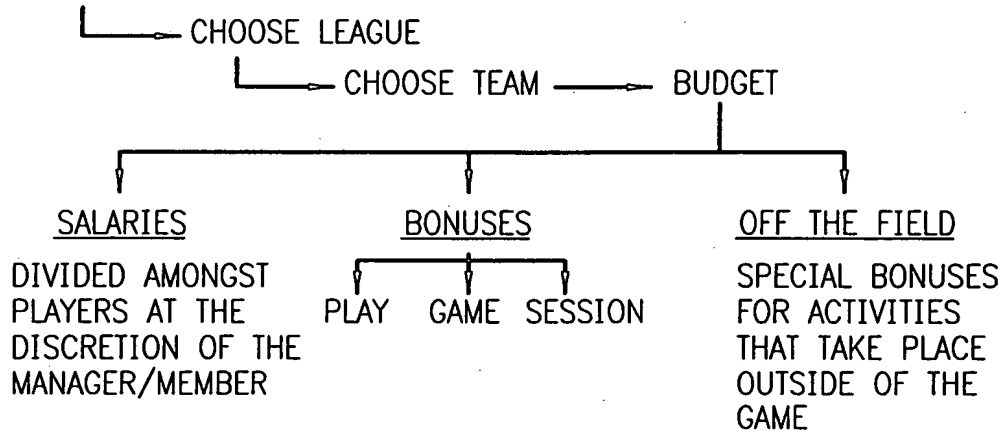 CHOOSE LEAGUE
CHOOSE TEAM
BUDGET
SALARIES
DIVIDED AMONGST
PLAYERS AT THE
DISCRETION OF THE
MANAGER/MEMBER
BONUSES
PLAY GAME SESSION
OFF THE FIELD
SPECIAL BONUSES
FOR ACTIVITIES
THAT TAKE PLACE
OUTSIDE OF THE
GAME